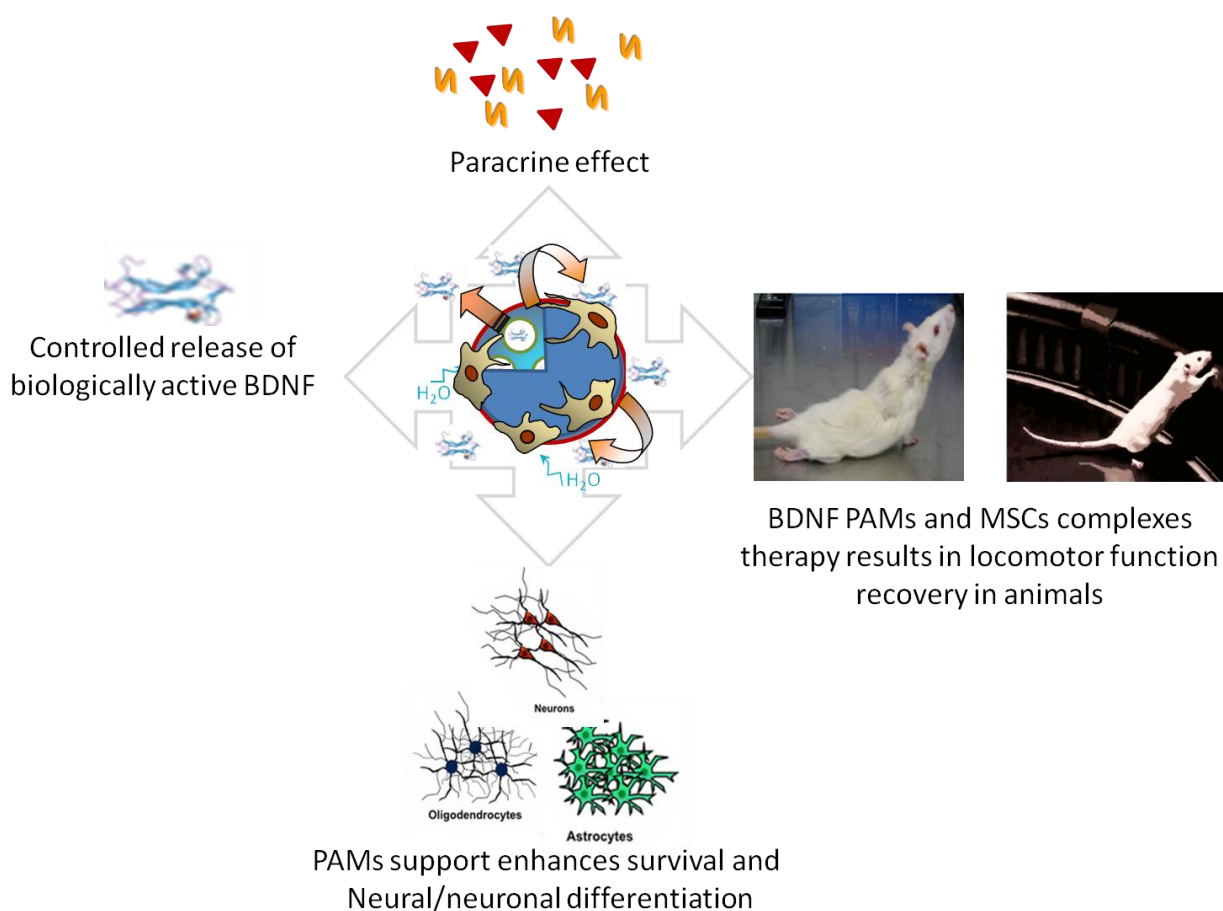 Paracrine effect
Controlled release of
biologically active BDNF
H₂O
H₂O
BDNF PAMs and MSCs complexes
therapy results in locomotor function
recovery in animals
Neurons
Oligodendrocytes
Astrocytes
PAMs support enhances survival and
Neural/neuronal differentiation